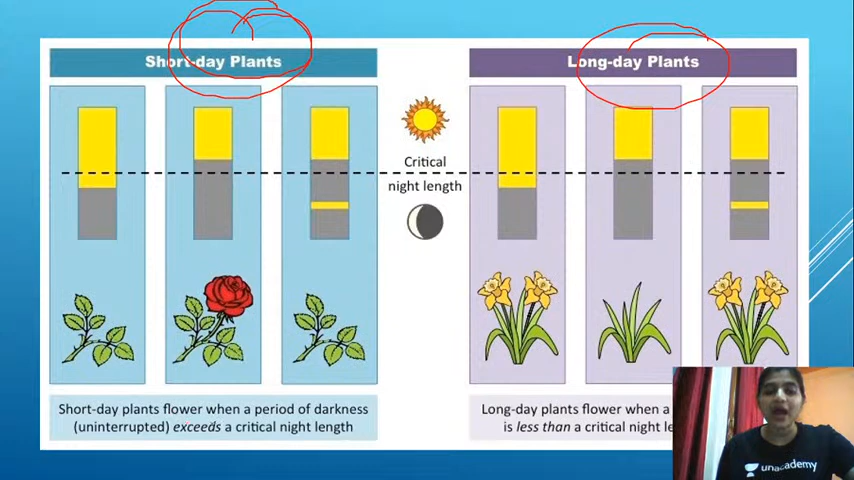 Short-day Plants
Long-day Plants
Critical
night length
Short-day plants flower when a period of darkness
(uninterrupted) exceeds a critical night length
Long-day plants flower when a
is less than a critical night
unacademy